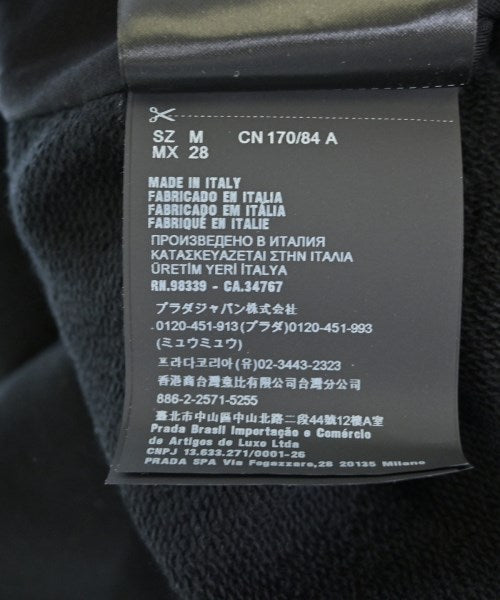 SZ M CN 170/84 A
MX 28
MADE IN ITALY
FABRICADO EN ITALIA
FABRICADO EM ITÁLIA
FABRIQUÉ EN ITALIE
ПРОИЗВЕДЕНО В ИТАЛИЯ
ΚΑΤΑΣΚΕΥΑΖΕΤΑΙ ΣΤΗΝ ΙΤΑΛΙΑ
ÜRETİM YERİ İTALYA
RN.98339 - CA.34767
プラダジャパン株式会社
0120-451-913(プラダ)0120-451-993
(ミュウミュウ)
프라다코리아(유)02-3443-2323
香港商台灣薏比有限公司台灣分公司
886-2-2571-5255
臺北市中山區中山北路二段44號12樓A室
Prada Brasil Importação e Comércio
de Artigos de Luxo Ltda
CNPJ 13.633.271/0001-26
PRADA SPA Via Fogazzaro,28 20135 Milano